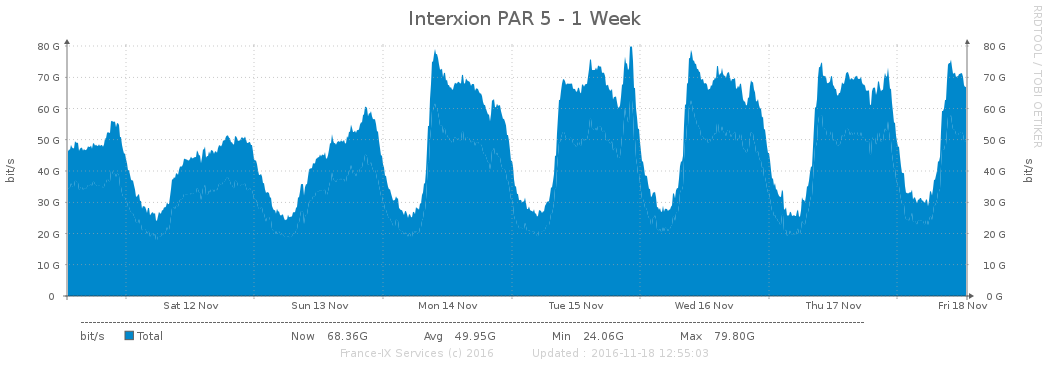 Interxion PAR 5 - 1 Week
RRDTOOL / TOBI OETIKER
bit/s
80 G
70 G
60 G
50 G
40 G
30 G
20 G
10 G
0
80 G
70 G
60 G
50 G
40 G
30 G
20 G
10 G
0 G
bit/s
Sat 12 Nov Sun 13 Nov Mon 14 Nov Tue 15 Nov Wed 16 Nov Thu 17 Nov Fri 18 Nov
bit/s Total Now 68.36G Avg 49.95G Min 24.06G Max 79.80G
France-IX Services (c) 2016 Updated : 2016-11-18 12:55:03